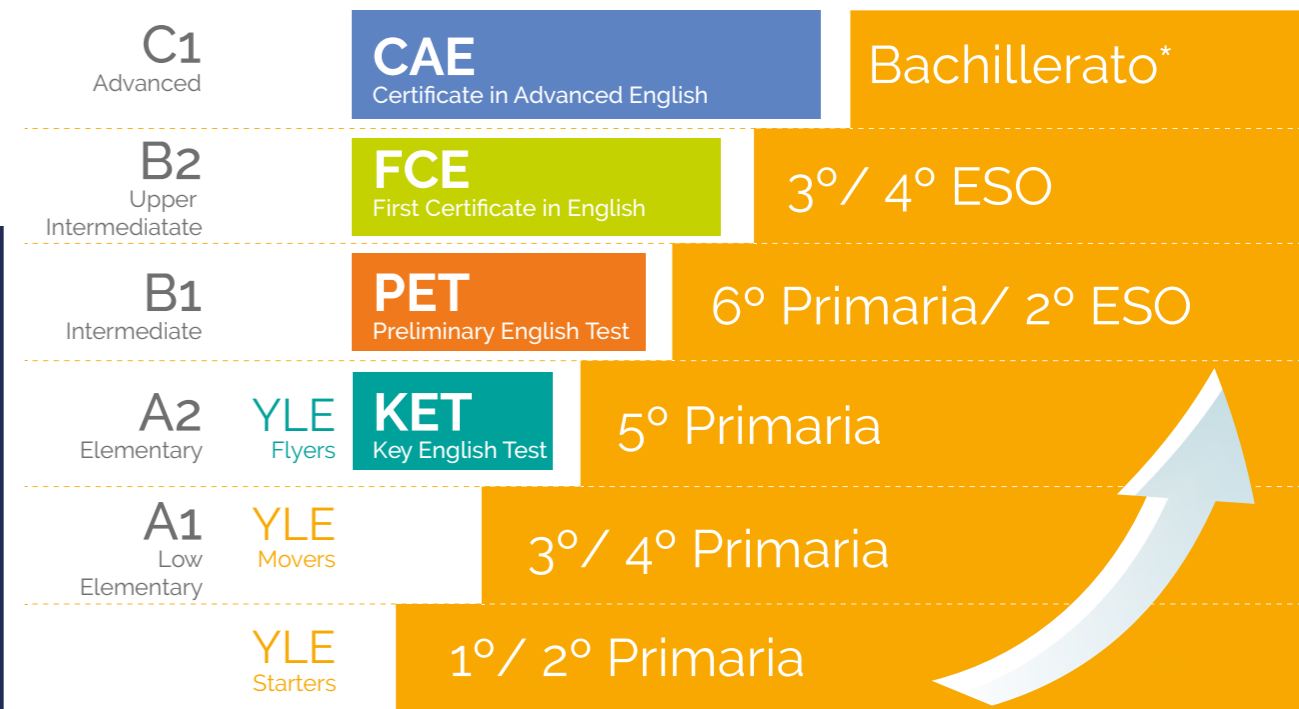 C1
Advanced
CAE
Certificate in Advanced English
Bachillerato*
B2
Upper
Intermediatate
FCE
First Certificate in English
3º/ 4º ESO
B1
Intermediate
PET
Preliminary English Test
6º Primaria/ 2º ESO
A2
Elementary
YLE
Flyers
KET
Key English Test
5º Primaria
A1
Low
Elementary
YLE
Movers
3º/ 4º Primaria
YLE
Starters
1º/ 2º Primaria